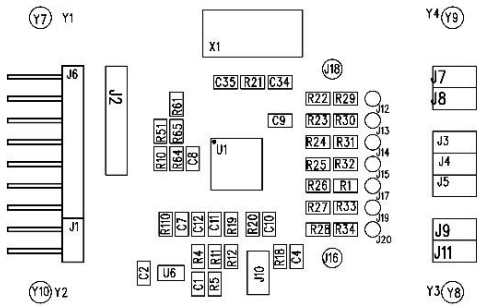 Y7 Y1
Y4 Y9
X1
J6
J2
J18
J7
J8
C35 R21 C34
R22 R29
J12
R61
R51 R65
C9
R23 R30
J13
R10 R64 C8
U1
R24 R31
J14
J3
J4
J5
R25 R32
J15
R26 R1
J17
R27 R33
J19
R28 R34
J20
J1
R110 C7 C12 C11 R19 R20 C10
J9
J11
R4 R11 R12
R18 C4
J16
C2
U6
C1 R5
J10
Y10 Y2
Y3 Y8